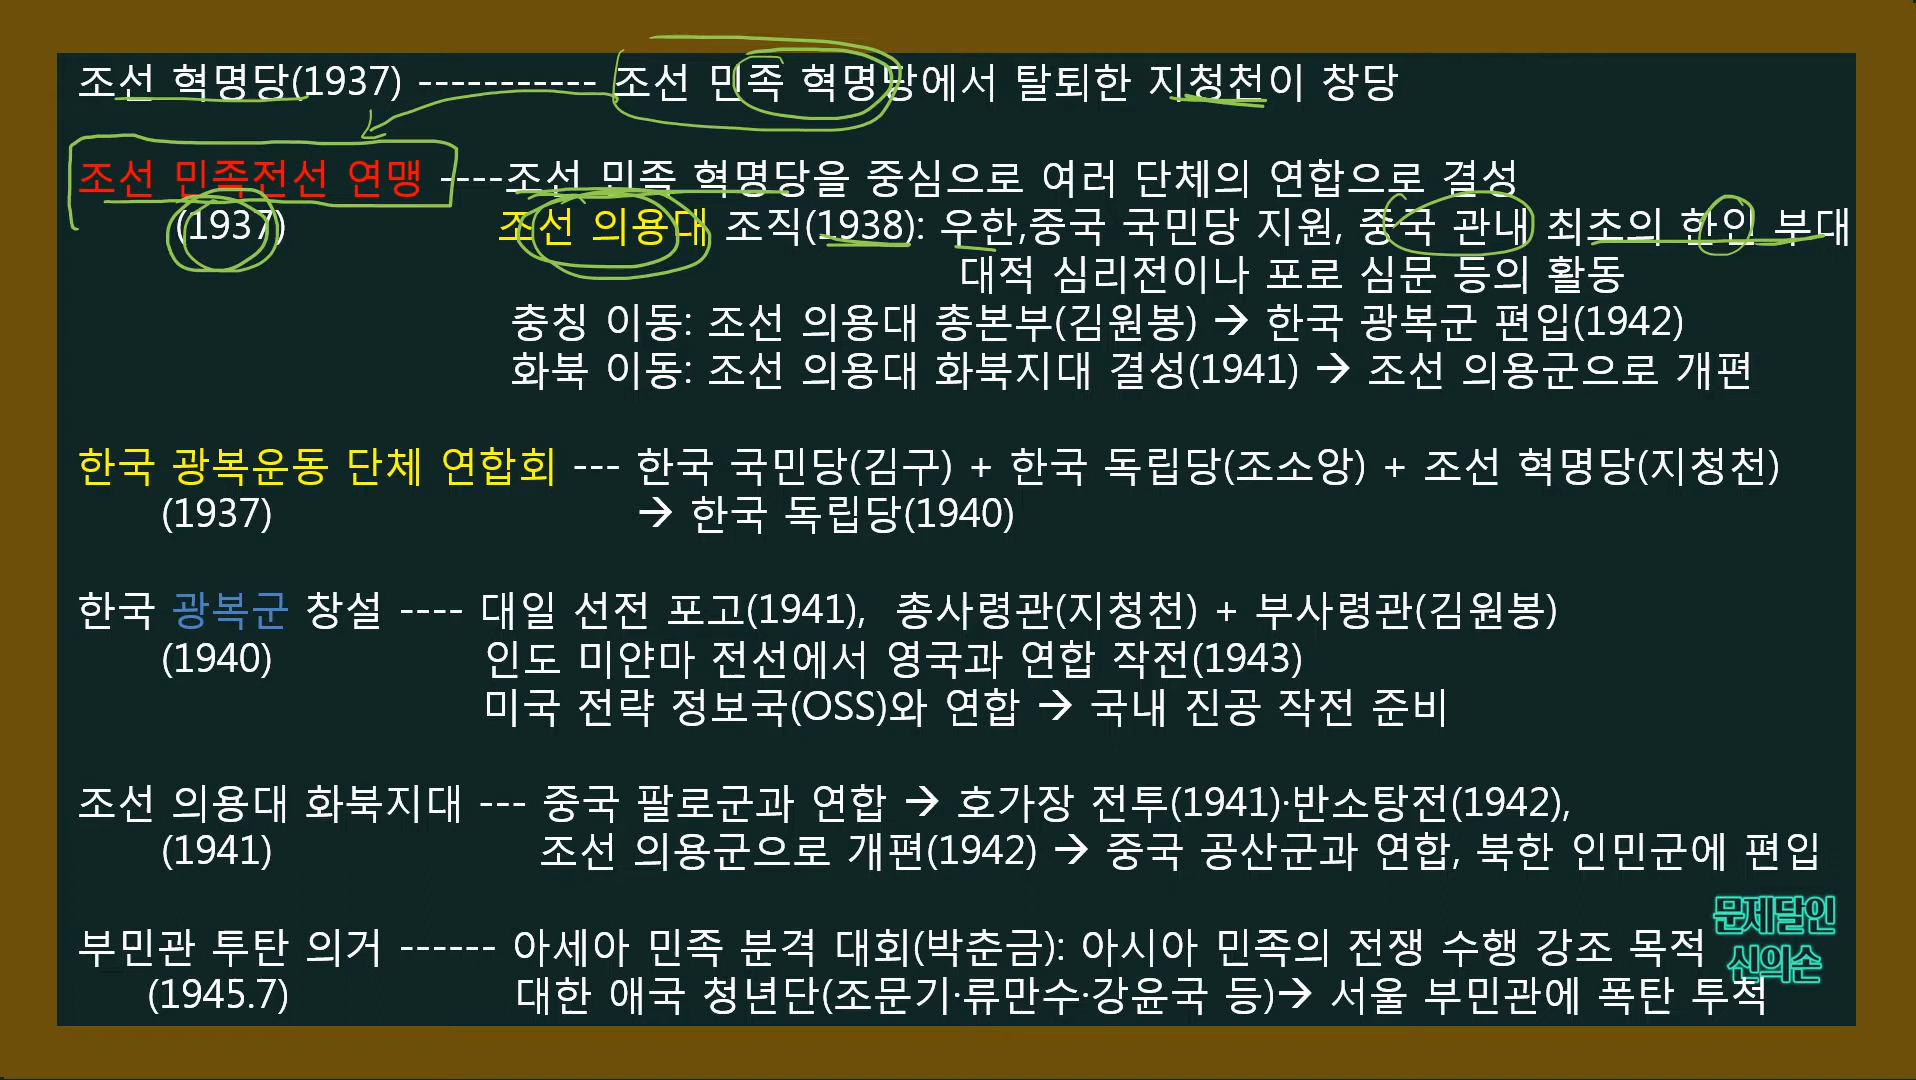 조선 혁명당(1937) ----------- 조선 민족 혁명당에서 탈퇴한 지청천이 창당
조선 민족전선 연맹 ----조선 민족 혁명당을 중심으로 여러 단체의 연합으로 결성
(1937) 조선 의용대 조직(1938): 우한,중국 국민당 지원, 중국 관내 최초의 한인 부대
대적 심리전이나 포로 심문 등의 활동
충칭 이동: 조선 의용대 총본부(김원봉) → 한국 광복군 편입(1942)
화북 이동: 조선 의용대 화북지대 결성(1941) → 조선 의용군으로 개편
한국 광복운동 단체 연합회 --- 한국 국민당(김구) + 한국 독립당(조소앙) + 조선 혁명당(지청천)
(1937) → 한국 독립당(1940)
한국 광복군 창설 ---- 대일 선전 포고(1941), 총사령관(지청천) + 부사령관(김원봉)
(1940) 인도 미얀마 전선에서 영국과 연합 작전(1943)
미국 전략 정보국(OSS)와 연합 → 국내 진공 작전 준비
조선 의용대 화북지대 --- 중국 팔로군과 연합 → 호가장 전투(1941)·반소탕전(1942),
(1941) 조선 의용군으로 개편(1942) → 중국 공산군과 연합, 북한 인민군에 편입
부민관 투탄 의거 ------ 아세아 민족 분격 대회(박춘금): 아시아 민족의 전쟁 수행 강조 목적
(1945.7) 대한 애국 청년단(조문기·류만수·강윤국 등)→ 서울 부민관에 폭탄 투척
문제달인
신의손